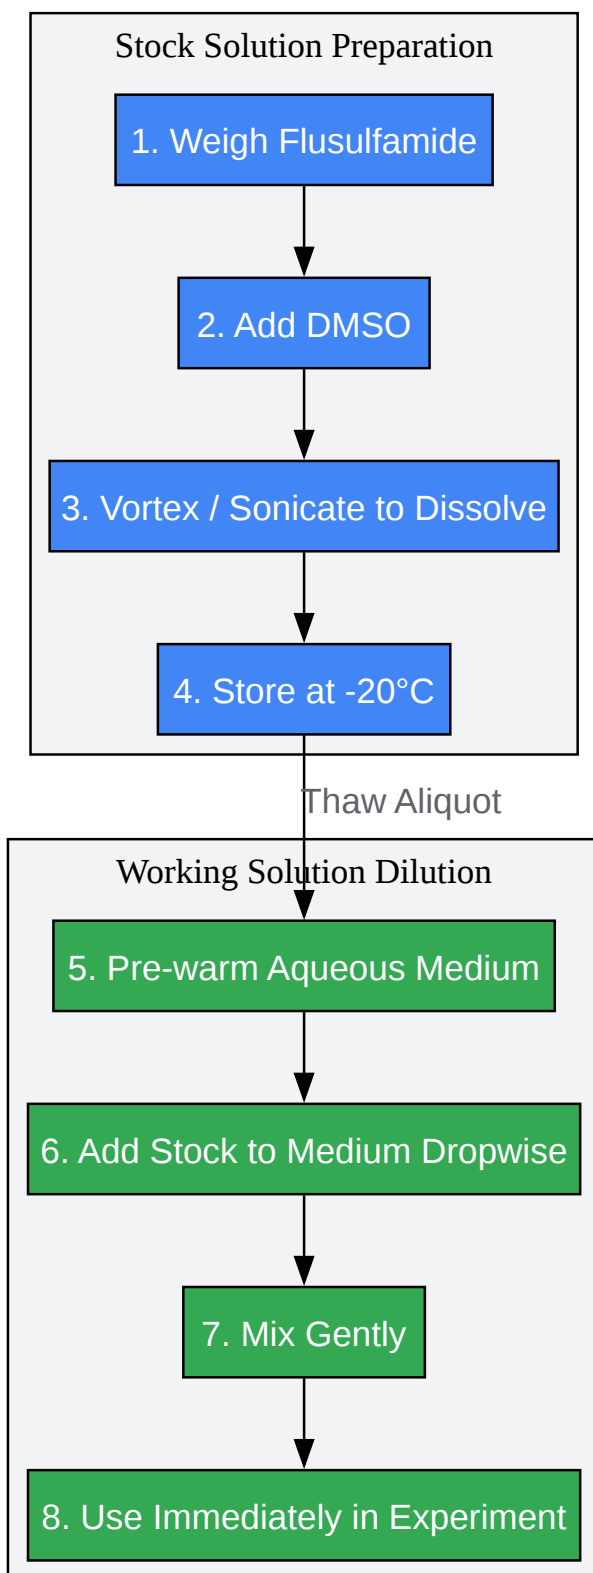 Stock Solution Preparation
1. Weigh Flusulfamide
2. Add DMSO
3. Vortex / Sonicate to Dissolve
4. Store at -20°C
Thaw Aliquot
Working Solution Dilution
5. Pre-warm Aqueous Medium
6. Add Stock to Medium Dropwise
7. Mix Gently
8. Use Immediately in Experiment